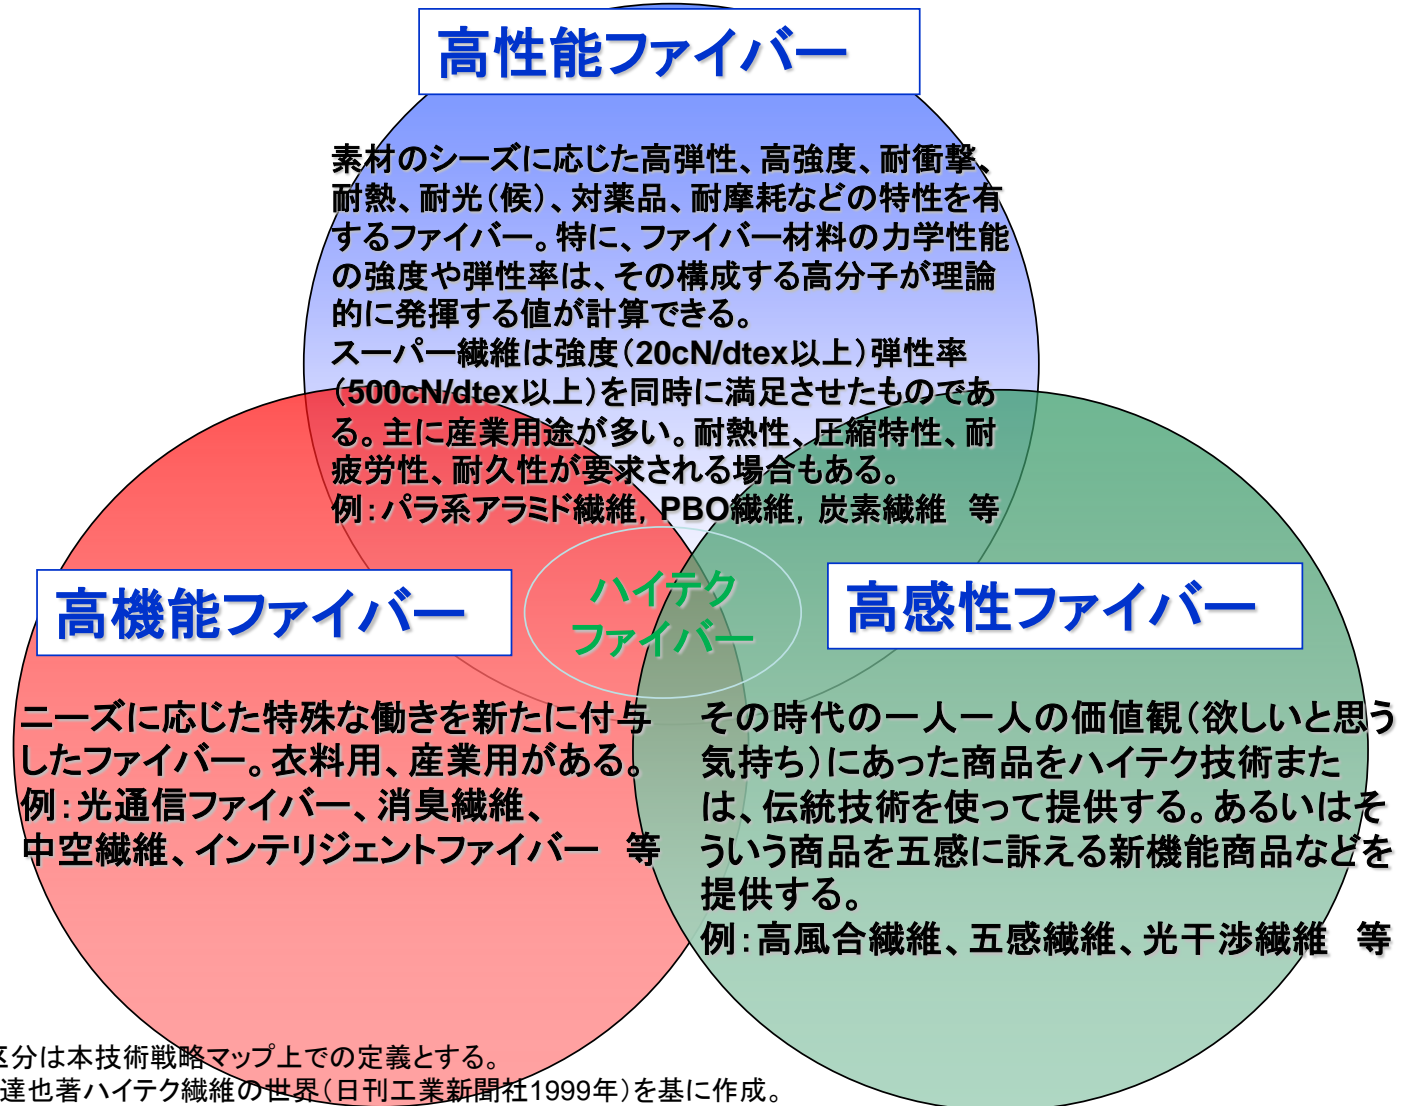 高性能ファイバー
素材のシーズに応じた高弾性、高強度、耐衝撃、
耐熱、耐光(候)、対薬品、耐摩耗などの特性を有
するファイバー。特に、ファイバー材料の力学性能
の強度や弾性率は、その構成する高分子が理論
的に発揮する値が計算できる。
スーパー繊維は強度(20cN/dtex以上)弾性率
(500cN/dtex以上)を同時に満足させたものであ
る。主に産業用途が多い。耐熱性、圧縮特性、耐
疲労性、耐久性が要求される場合もある。
例:パラ系アラミド繊維, PBO繊維, 炭素繊維 等
ハイテク
ファイバー
高機能ファイバー
ニーズに応じた特殊な働きを新たに付与
したファイバー。衣料用、産業用がある。
例:光通信ファイバー、消臭繊維、
中空繊維、インテリジェントファイバー 等
高感性ファイバー
その時代の一人一人の価値観(欲しいと思う
気持ち)にあった商品をハイテク技術また
は、伝統技術を使って提供する。あるいはそ
ういう商品を五感に訴える新機能商品などを
提供する。
例:高風合繊維、五感繊維、光干渉繊維 等
区分は本技術戦略マップ上での定義とする。
達也著ハイテク繊維の世界(日刊工業新聞社1999年)を基に作成。